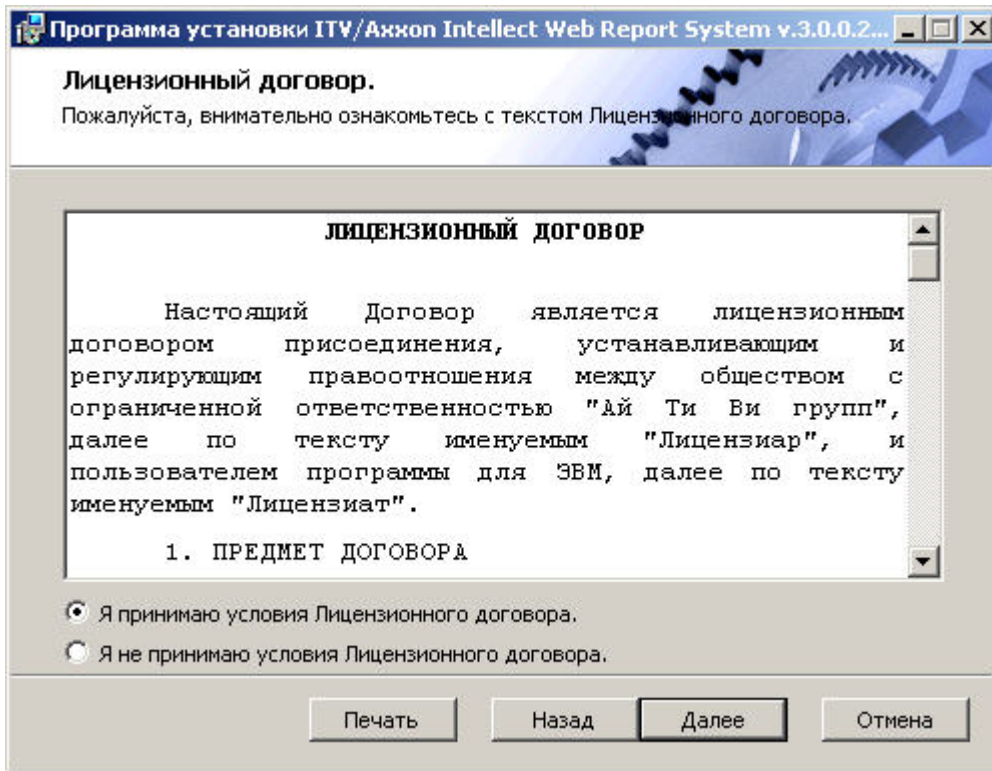 Программа установки ITV/Axxon Intellect Web Report System v.3.0.0.2...
Лицензионный договор.
Пожалуйста, внимательно ознакомьтесь с текстом Лицензионного договора.
ЛИЦЕНЗИОННЫЙ ДОГОВОР
Настоящий Договор является лицензионным
договором присоединения, устанавливающим и
регулирующим правоотношения между обществом с
ограниченной ответственностью "Ай Ти Ви групп",
далее по тексту именуемым "Лицензиар", и
пользователем программы для ЭВМ, далее по тексту
именуемым "Лицензиат".
1. ПРЕДМЕТ ДОГОВОРА
Я принимаю условия Лицензионного договора.
Я не принимаю условия Лицензионного договора.
Печать Назад Далее Отмена